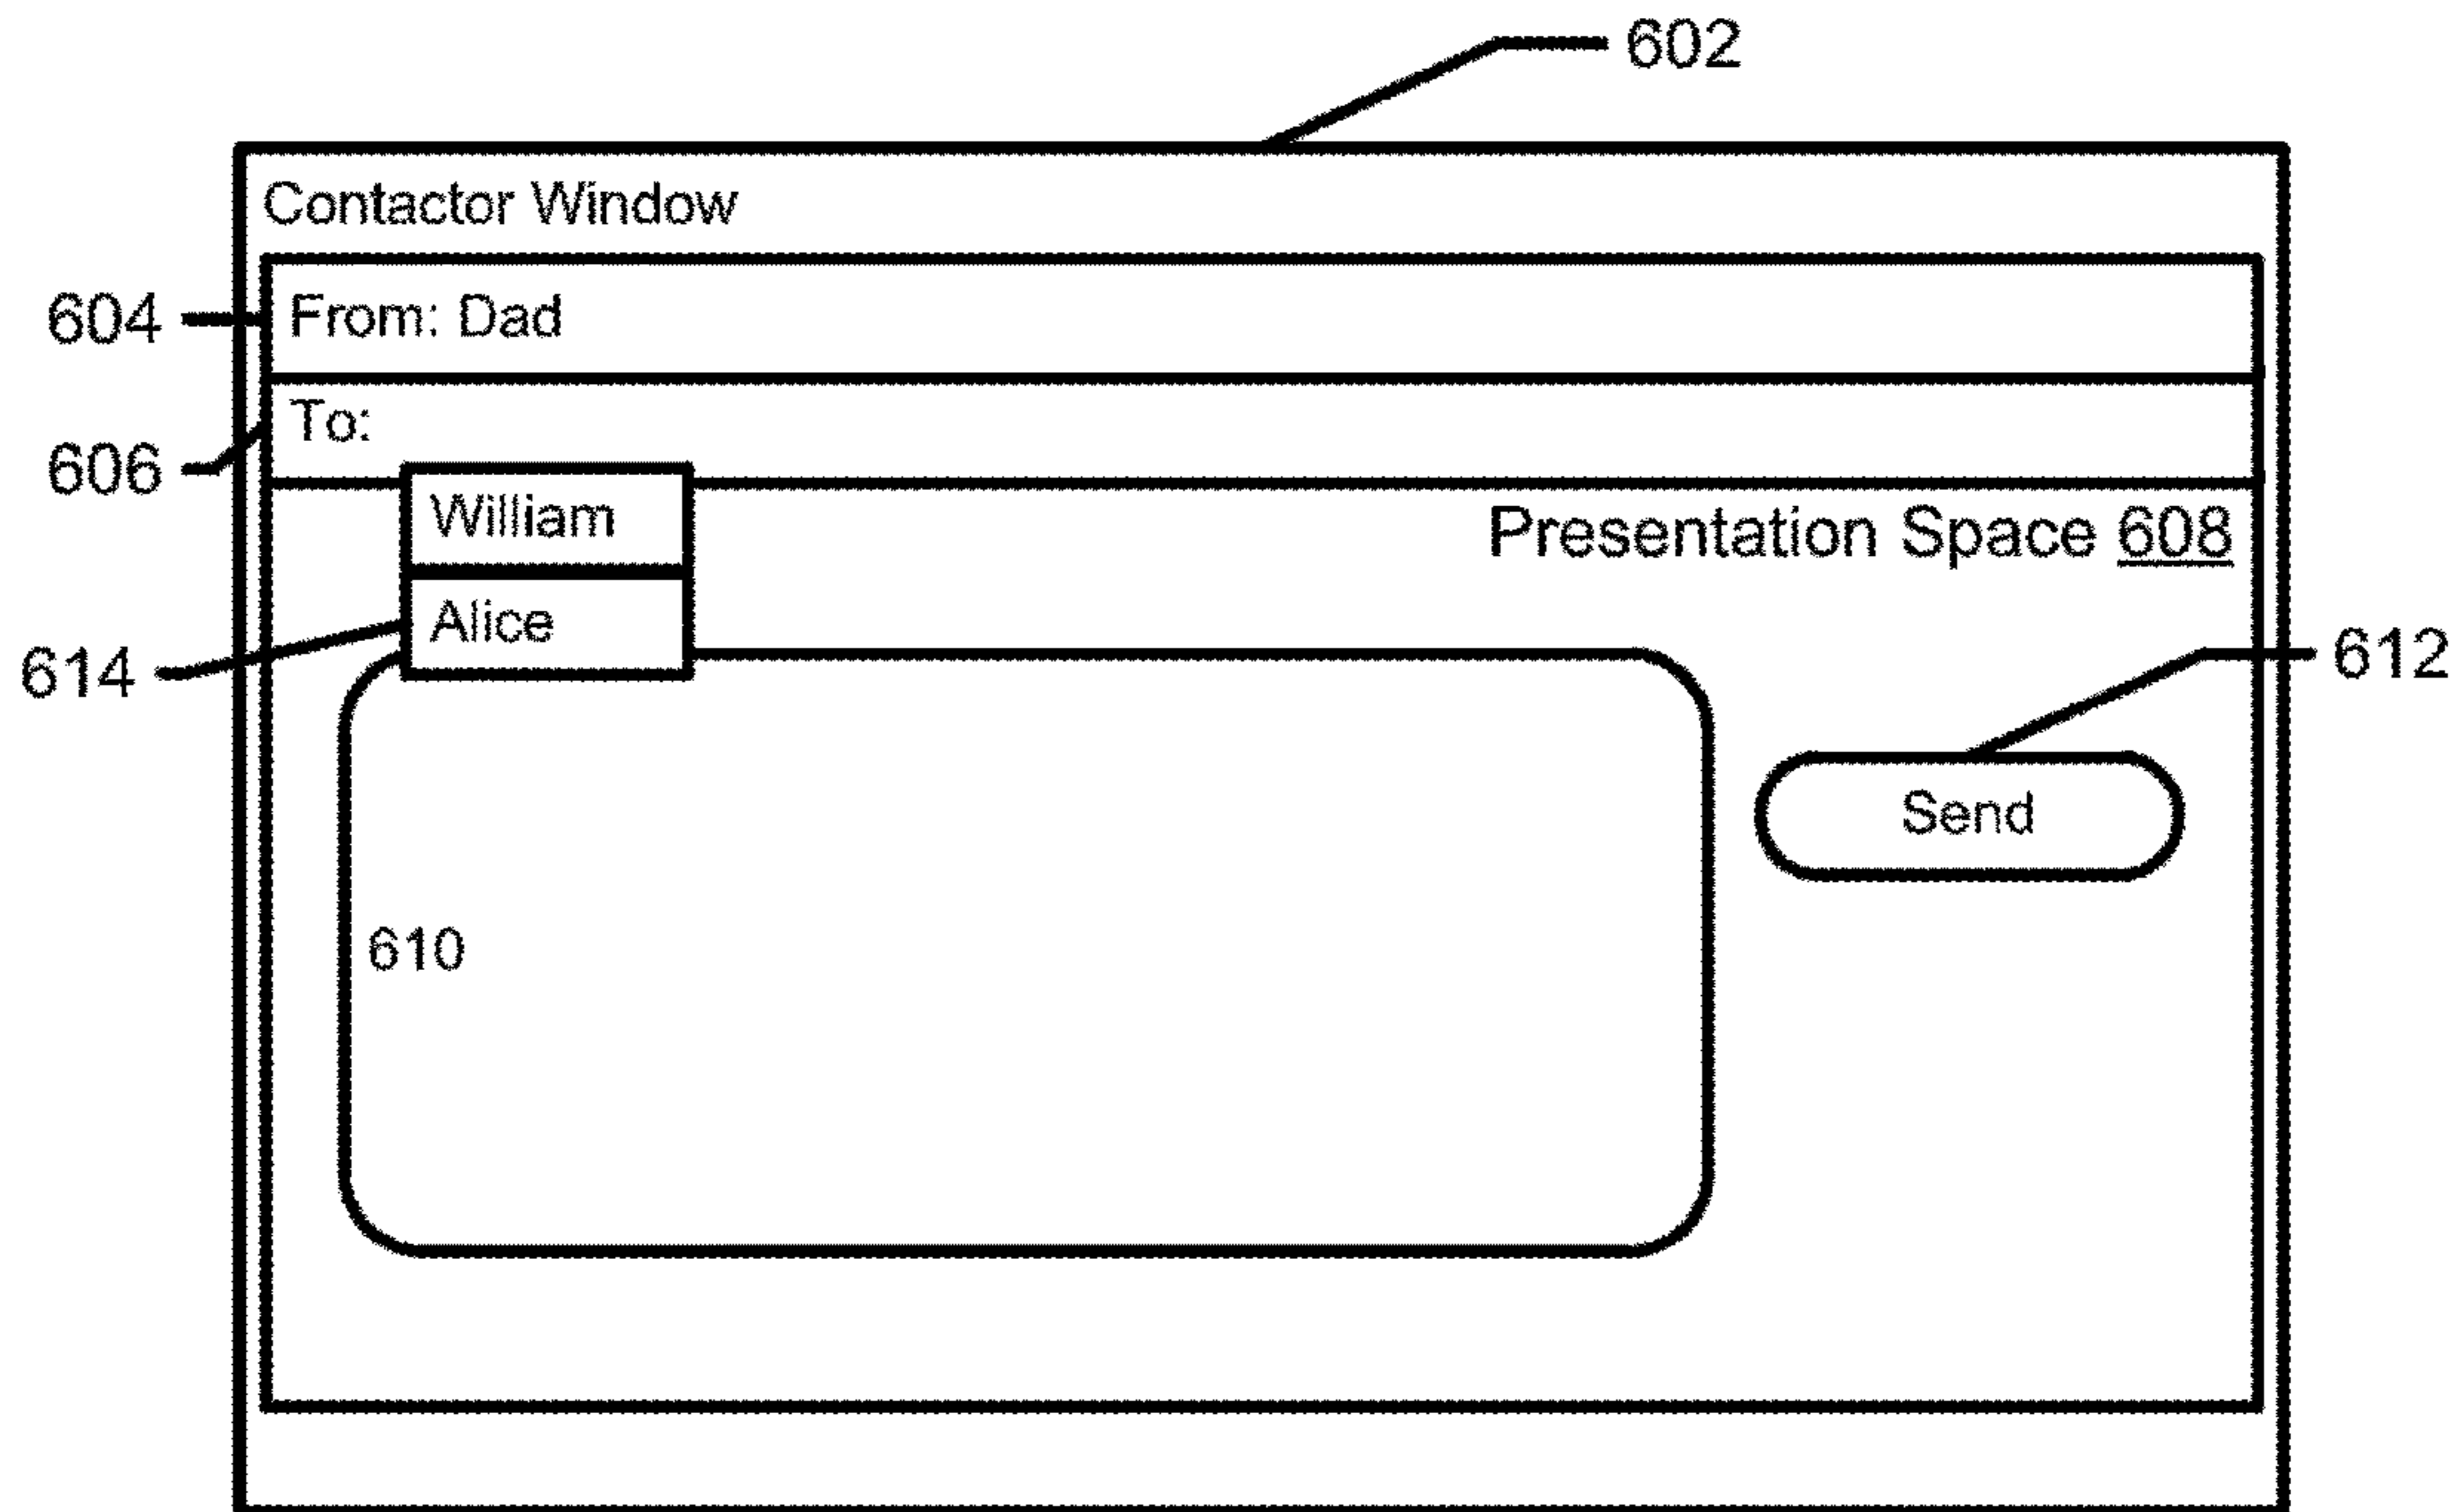 602
Contactor Window
604
From: Dad
To:
606
William
Presentation Space 608
Alice
614
612
Send
610